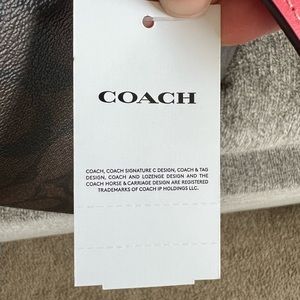 COACH
COACH, COACH SIGNATURE C DESIGN, COACH & TAG
DESIGN, COACH AND LOZENGE DESIGN AND THE
COACH HORSE & CARRIAGE DESIGN ARE REGISTERED
TRADEMARKS OF COACH IP HOLDINGS LLC.